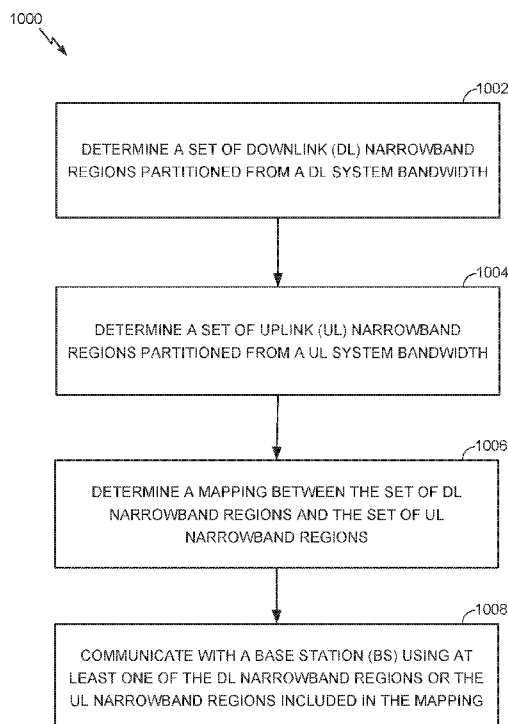 1000
1002
DETERMINE A SET OF DOWNLINK (DL) NARROWBAND
REGIONS PARTITIONED FROM A DL SYSTEM BANDWIDTH
1004
DETERMINE A SET OF UPLINK (UL) NARROWBAND
REGIONS PARTITIONED FROM A UL SYSTEM BANDWIDTH
1006
DETERMINE A MAPPING BETWEEN THE SET OF DL
NARROWBAND REGIONS AND THE SET OF UL
NARROWBAND REGIONS
1008
COMMUNICATE WITH A BASE STATION (BS) USING AT
LEAST ONE OF THE DL NARROWBAND REGIONS OR THE
UL NARROWBAND REGIONS INCLUDED IN THE MAPPING